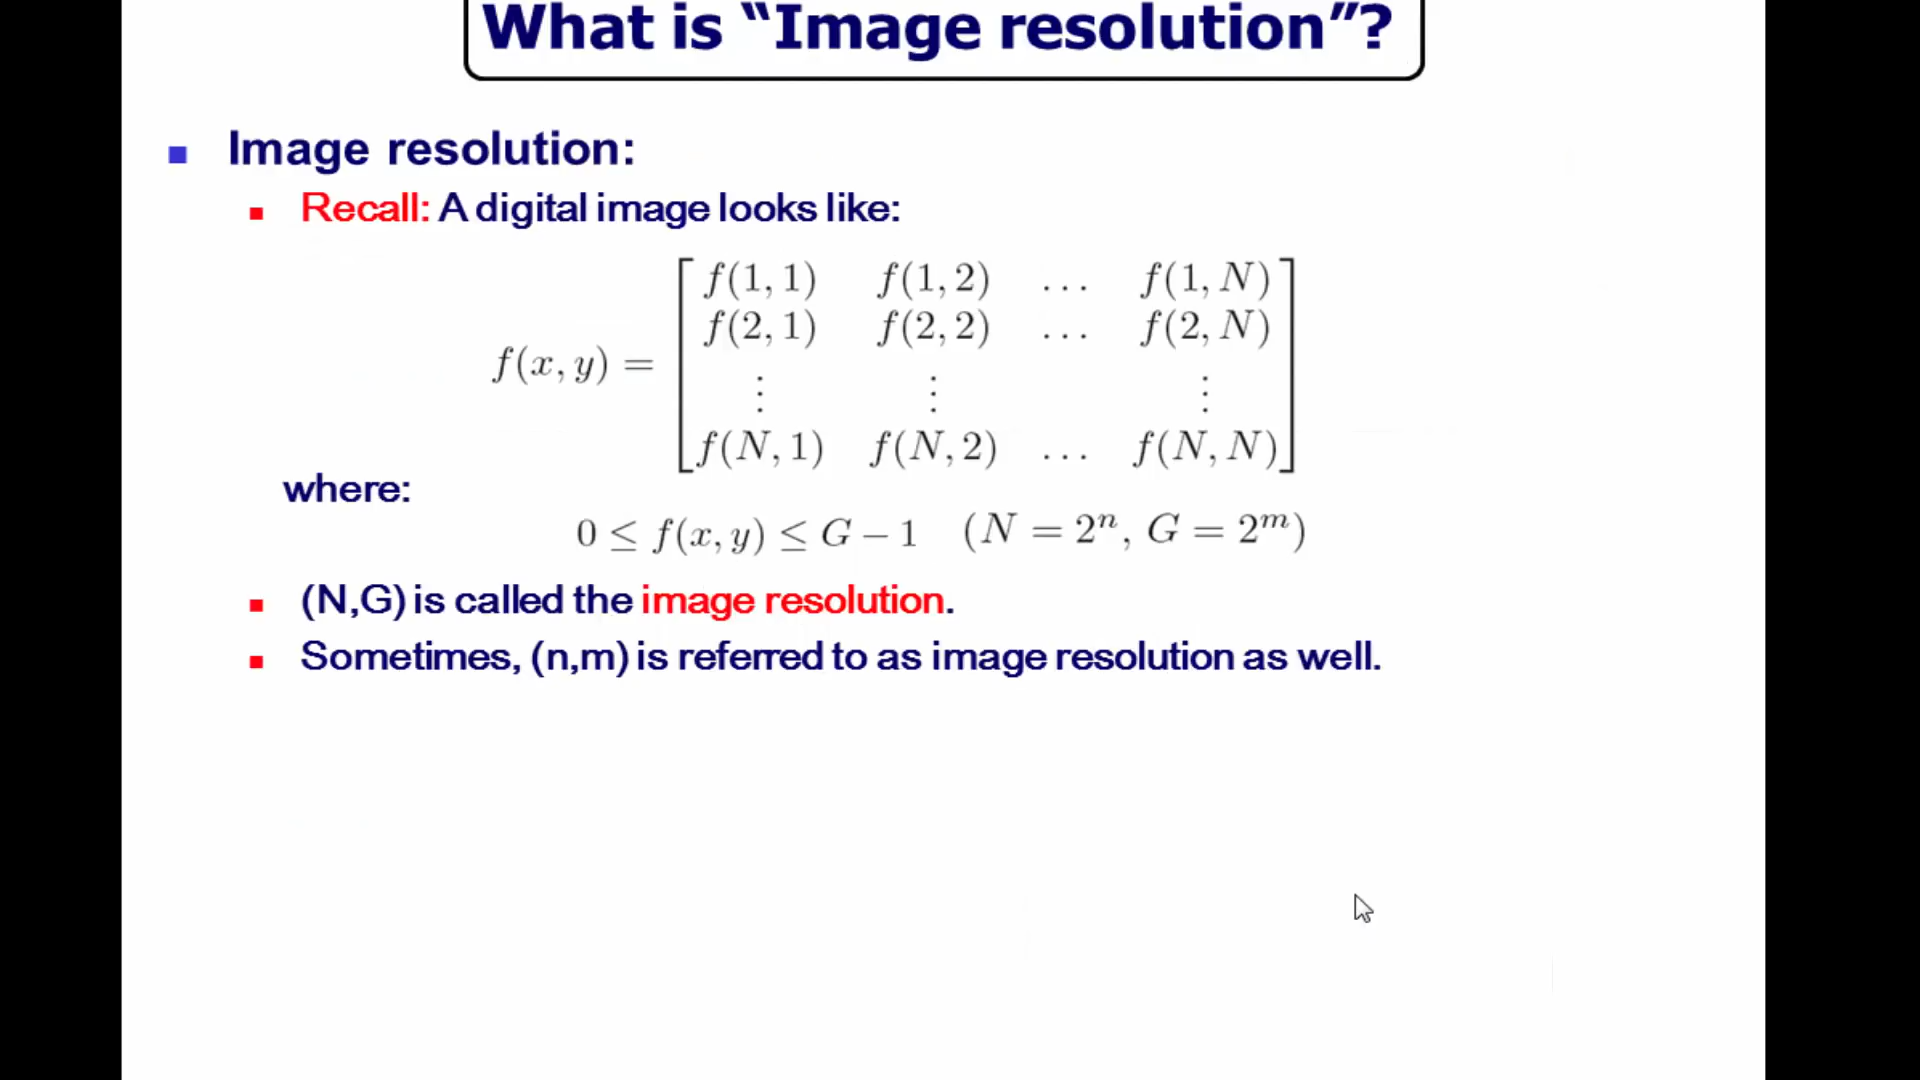 What is “Image resolution”?
Image resolution:
Recall: A digital image looks like:
f(1, 1) f(1, 2) ... f(1, N)
f(2, 1) f(2, 2) ... f(2, N)
f(x, y) =
⋮ ⋮ ⋮
f(N, 1) f(N, 2) ... f(N, N)
where:
0 ≤ f(x, y) ≤ G − 1 (N = 2ⁿ, G = 2ᵐ)
(N,G) is called the image resolution.
Sometimes, (n,m) is referred to as image resolution as well.